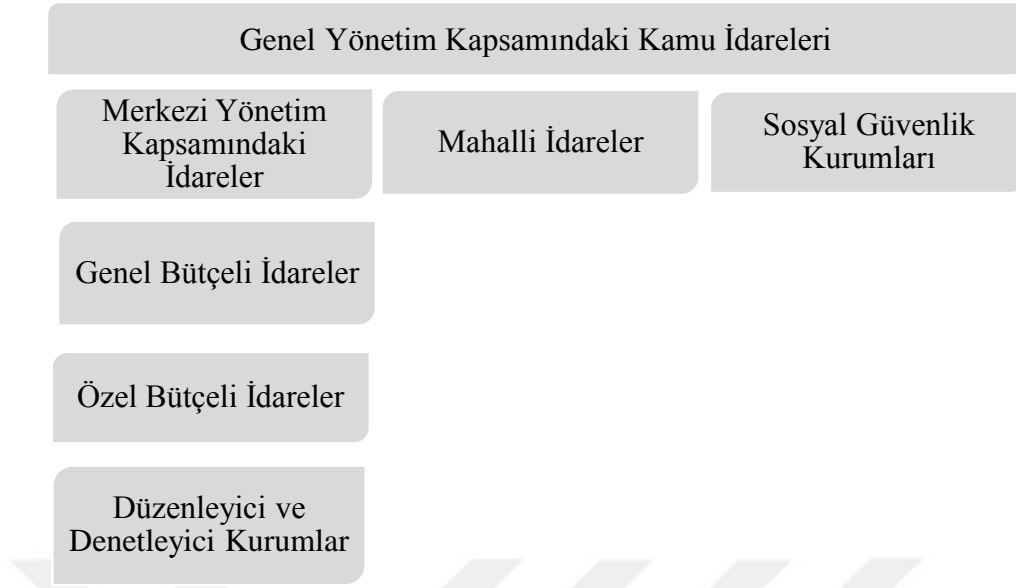 Genel Yönetim Kapsamındaki Kamu İdareleri
Merkezi Yönetim
Kapsamındaki
İdareler
Mahalli İdareler
Sosyal Güvenlik
Kurumları
Genel Bütçeli İdareler
Özel Bütçeli İdareler
Düzenleyici ve
Denetleyici Kurumlar